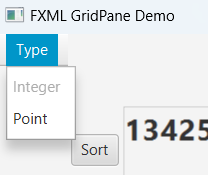 FXML GridPane Demo
Type
Integer
Point
Sort
13425